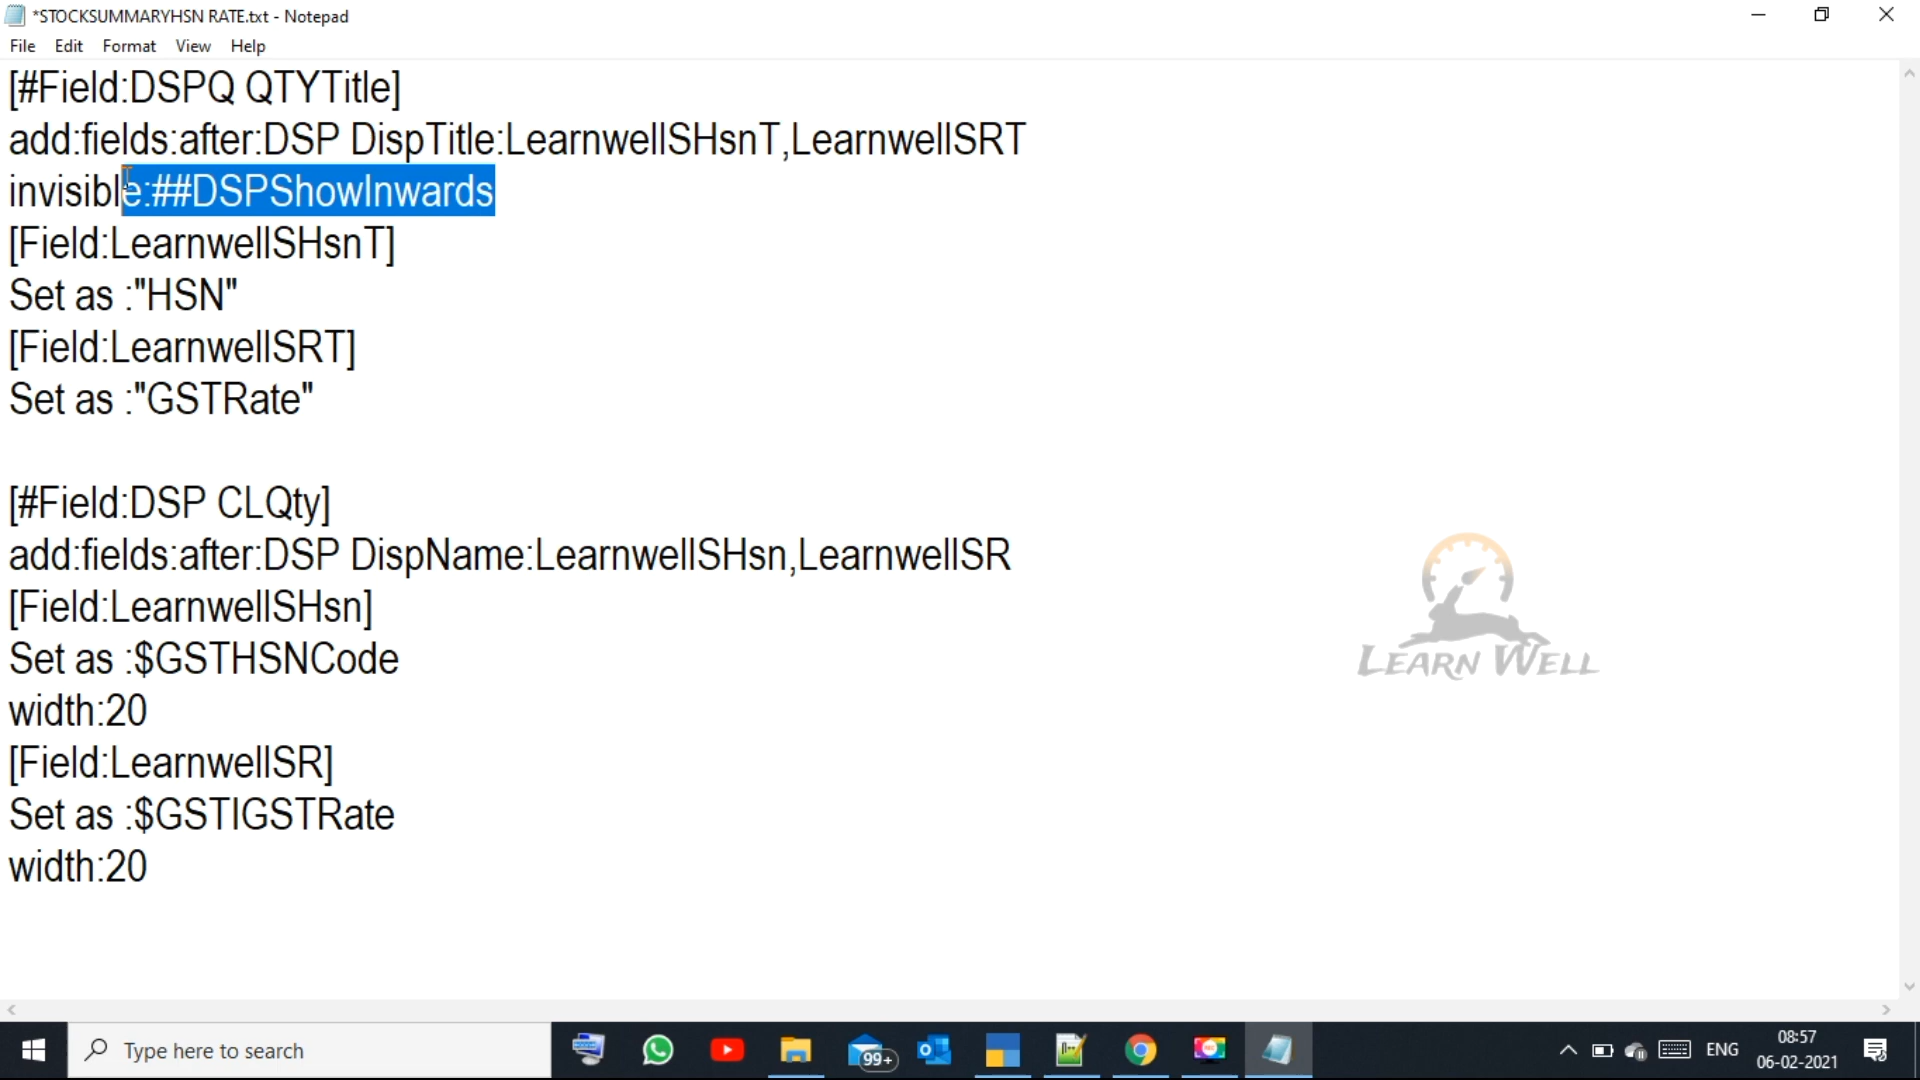 *STOCKSUMMARYHSN RATE.txt - Notepad
File Edit Format View Help
[#Field:DSPQ QTYTitle]
add:fields:after:DSP DispTitle:LearnwellSHsnT,LearnwellSRT
invisible:##DSPShowInwards
[Field:LearnwellSHsnT]
Set as :"HSN"
[Field:LearnwellSRT]
Set as :"GSTRate"
[#Field:DSP CLQty]
add:fields:after:DSP DispName:LearnwellSHsn,LearnwellSR
[Field:LearnwellSHsn]
Set as :$GSTHSNCode
width:20
[Field:LearnwellSR]
Set as :$GSTIGSTRate
width:20
LEARN WELL
Type here to search
99+
ENG
08:57
06-02-2021